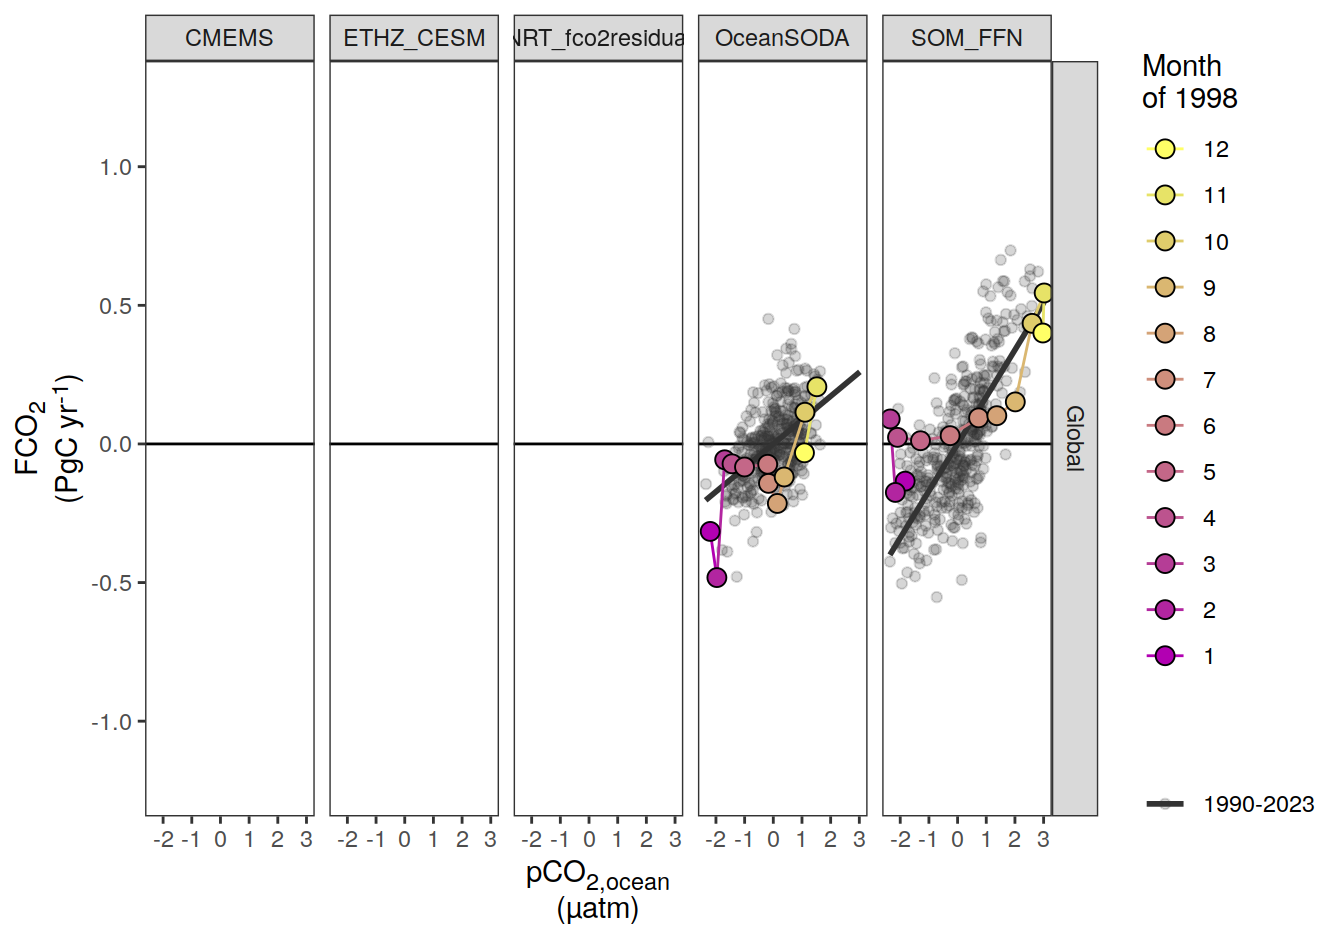 CMEMS ETHZ_CESM NRT_fco2residua OceanSODA SOM_FFN
Month
of 1998
12
11
10
9
8
7
6
5
4
3
2
1
1990-2023
Global
FCO2
(PgC yr-1)
1.0
0.5
0.0
-0.5
-1.0
-2 -1 0 1 2 3 -2 -1 0 1 2 3 -2 -1 0 1 2 3 -2 -1 0 1 2 3 -2 -1 0 1 2 3
pCO2,ocean
(µatm)